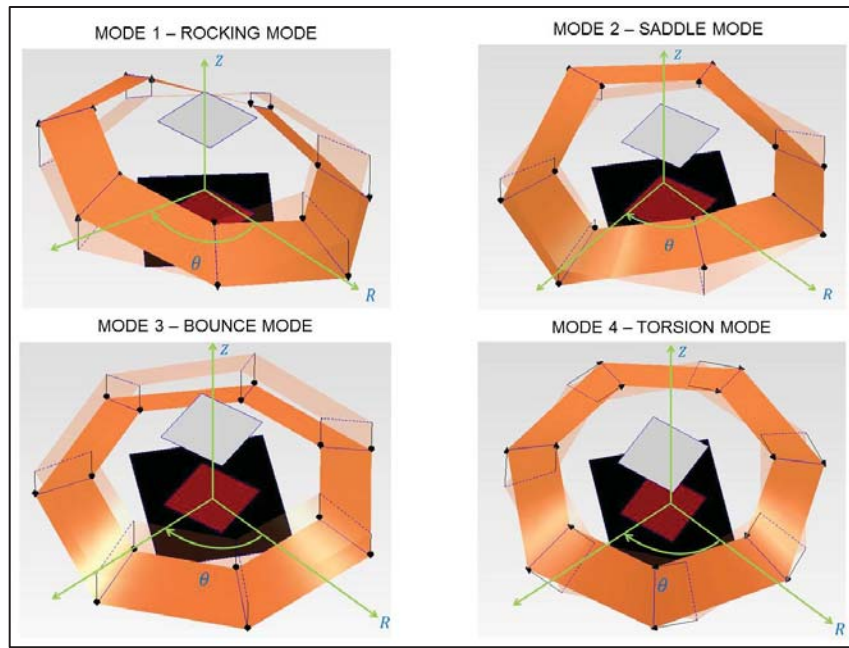 MODE 1 – ROCKING MODE
Z
θ
R
MODE 2 – SADDLE MODE
Z
θ
R
MODE 3 – BOUNCE MODE
Z
θ
R
MODE 4 – TORSION MODE
Z
θ
R